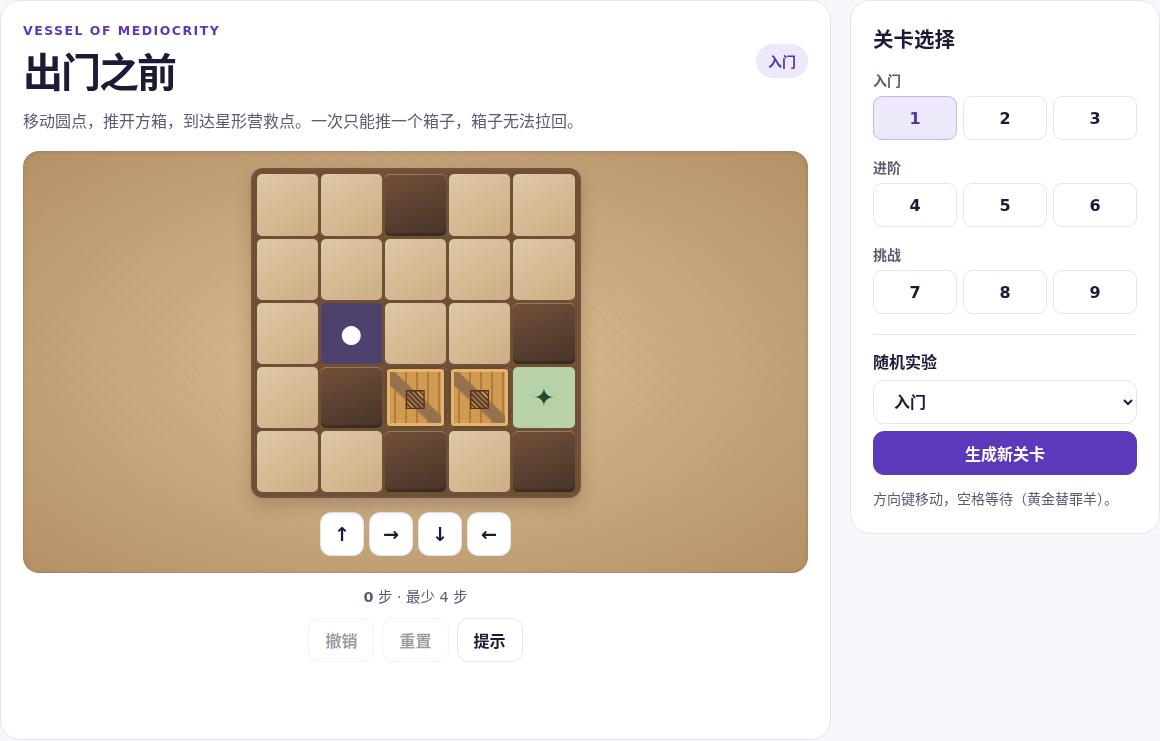 VESSEL OF MEDIOCRITY
出门之前
入门
移动圆点，推开方箱，到达星形营救点。一次只能推一个箱子，箱子无法拉回。
↑ → ↓ ←
0 步 · 最少 4 步
撤销 重置 提示
关卡选择
入门
1 2 3
进阶
4 5 6
挑战
7 8 9
随机实验
入门
生成新关卡
方向键移动，空格等待（黄金替罪羊）。